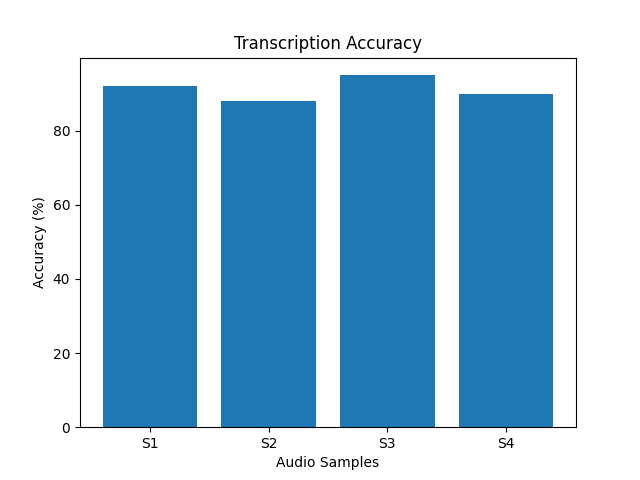 Transcription Accuracy
80
60
40
20
0
Accuracy (%)
S1 S2 S3 S4
Audio Samples